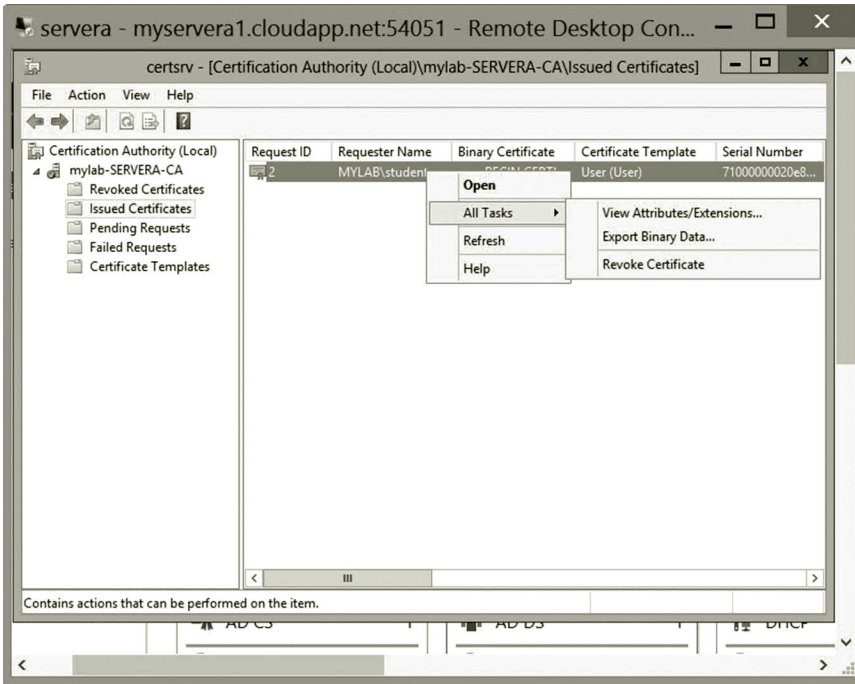 servera - myservera1.cloudapp.net:54051 - Remote Desktop Con...
certsrv - [Certification Authority (Local)\mylab-SERVERA-CA\Issued Certificates]
File Action View Help
Certification Authority (Local)
mylab-SERVERA-CA
Revoked Certificates
Issued Certificates
Pending Requests
Failed Requests
Certificate Templates
Request ID Requester Name Binary Certificate Certificate Template Serial Number
2 MYLAB\student BEGIN CERTI... User (User) 71000000020e8...
Open
All Tasks
Refresh
Help
View Attributes/Extensions...
Export Binary Data...
Revoke Certificate
Contains actions that can be performed on the item.
AD CS 1 AD DS 1 DHCP